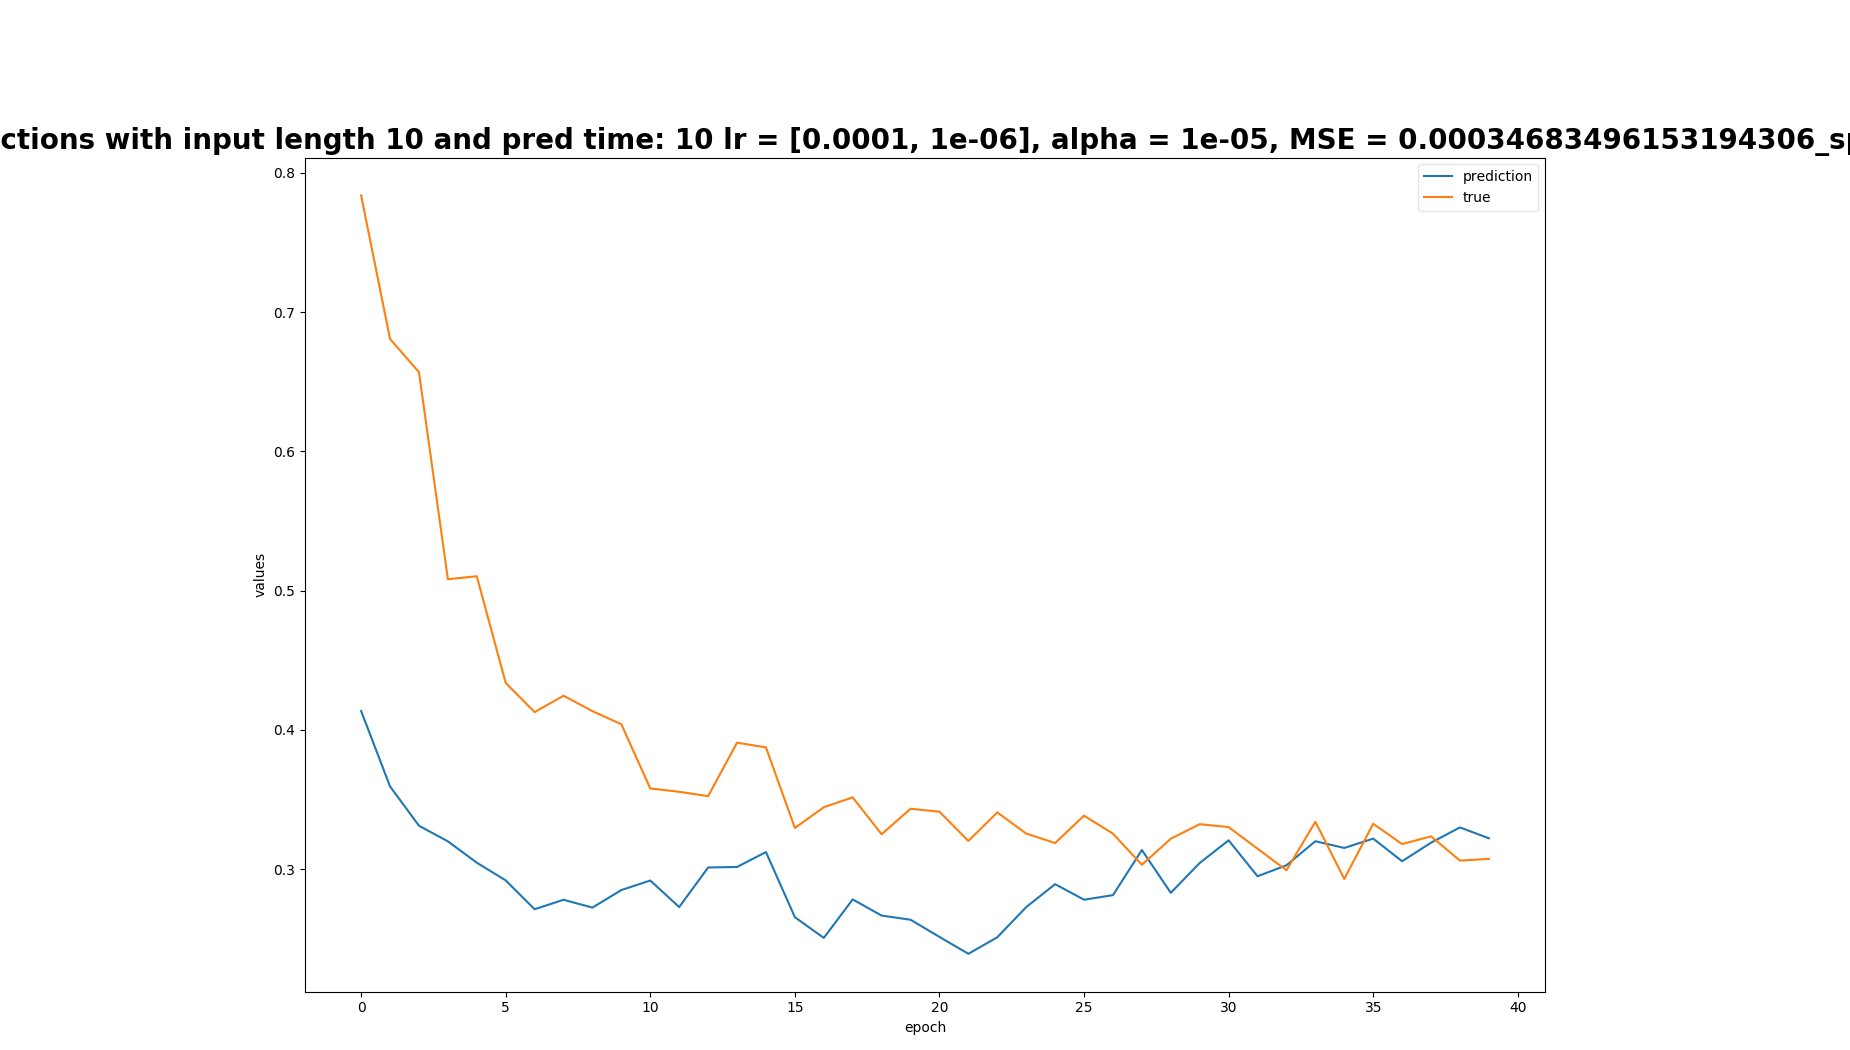 ctions with input length 10 and pred time: 10 lr = [0.0001, 1e-06], alpha = 1e-05, MSE = 0.00034683496153194306_sp
prediction
true
0.8
0.7
0.6
0.5
0.4
0.3
values
0 5 10 15 20 25 30 35 40
epoch